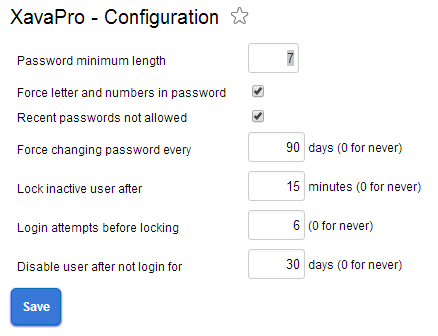 XavaPro - Configuration
Password minimum length 7
Force letter and numbers in password
Recent passwords not allowed
Force changing password every 90 days (0 for never)
Lock inactive user after 15 minutes (0 for never)
Login attempts before locking 6 (0 for never)
Disable user after not login for 30 days (0 for never)
Save